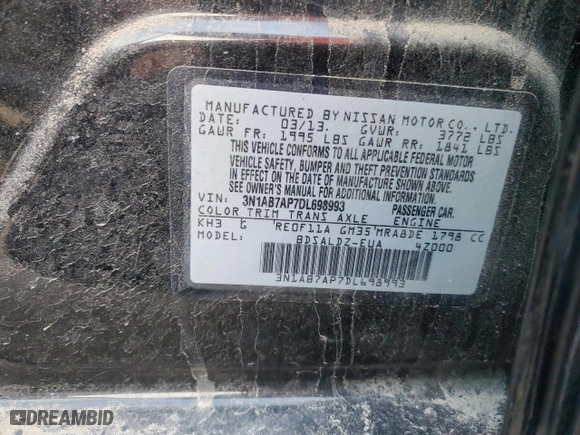 MANUFACTURED BY NISSAN MOTOR CO., LTD.
DATE: 03/13. GVWR: 3778 LBS
GAWR FR: 1995 LBS GAWR RR: 1841 LBS
THIS VEHICLE CONFORMS TO ALL APPLICABLE FEDERAL MOTOR
VEHICLE SAFETY, BUMPER AND THEFT PREVENTION STANDARDS
IN EFFECT ON THE DATE OF MANUFACTURE SHOWN ABOVE.
SEE OWNER'S MANUAL FOR ADDITIONAL INFORMATION.
VIN: 3N1AB7AP7DL698993 PASSENGER CAR.
COLOR TRIM TRANS AXLE ENGINE
KH3 G RE0F11A GM35 MRA8DE 1798 CC
BDSALDZ-EUA 4Z000
3N1AB7AP7DL698993
DREAMBID